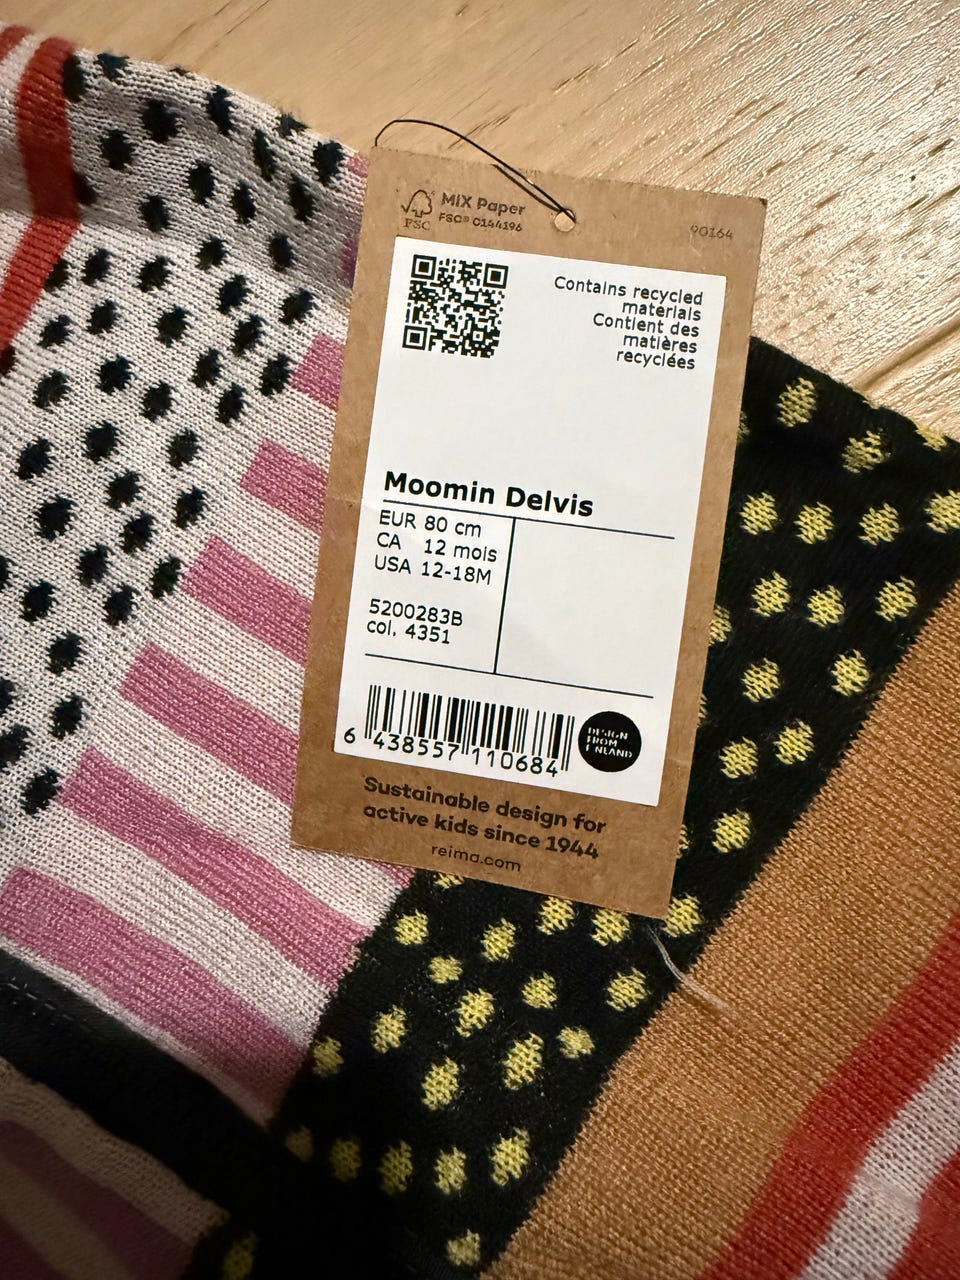 MIX Paper
FSC® C144196
FSC
90164
Contains recycled
materials
Contient des
matières
recyclées
Moomin Delvis
EUR 80 cm
CA 12 mois
USA 12-18M
5200283B
col. 4351
6 438557 110684
DESIGN
FROM
FINLAND
Sustainable design for
active kids since 1944
reima.com